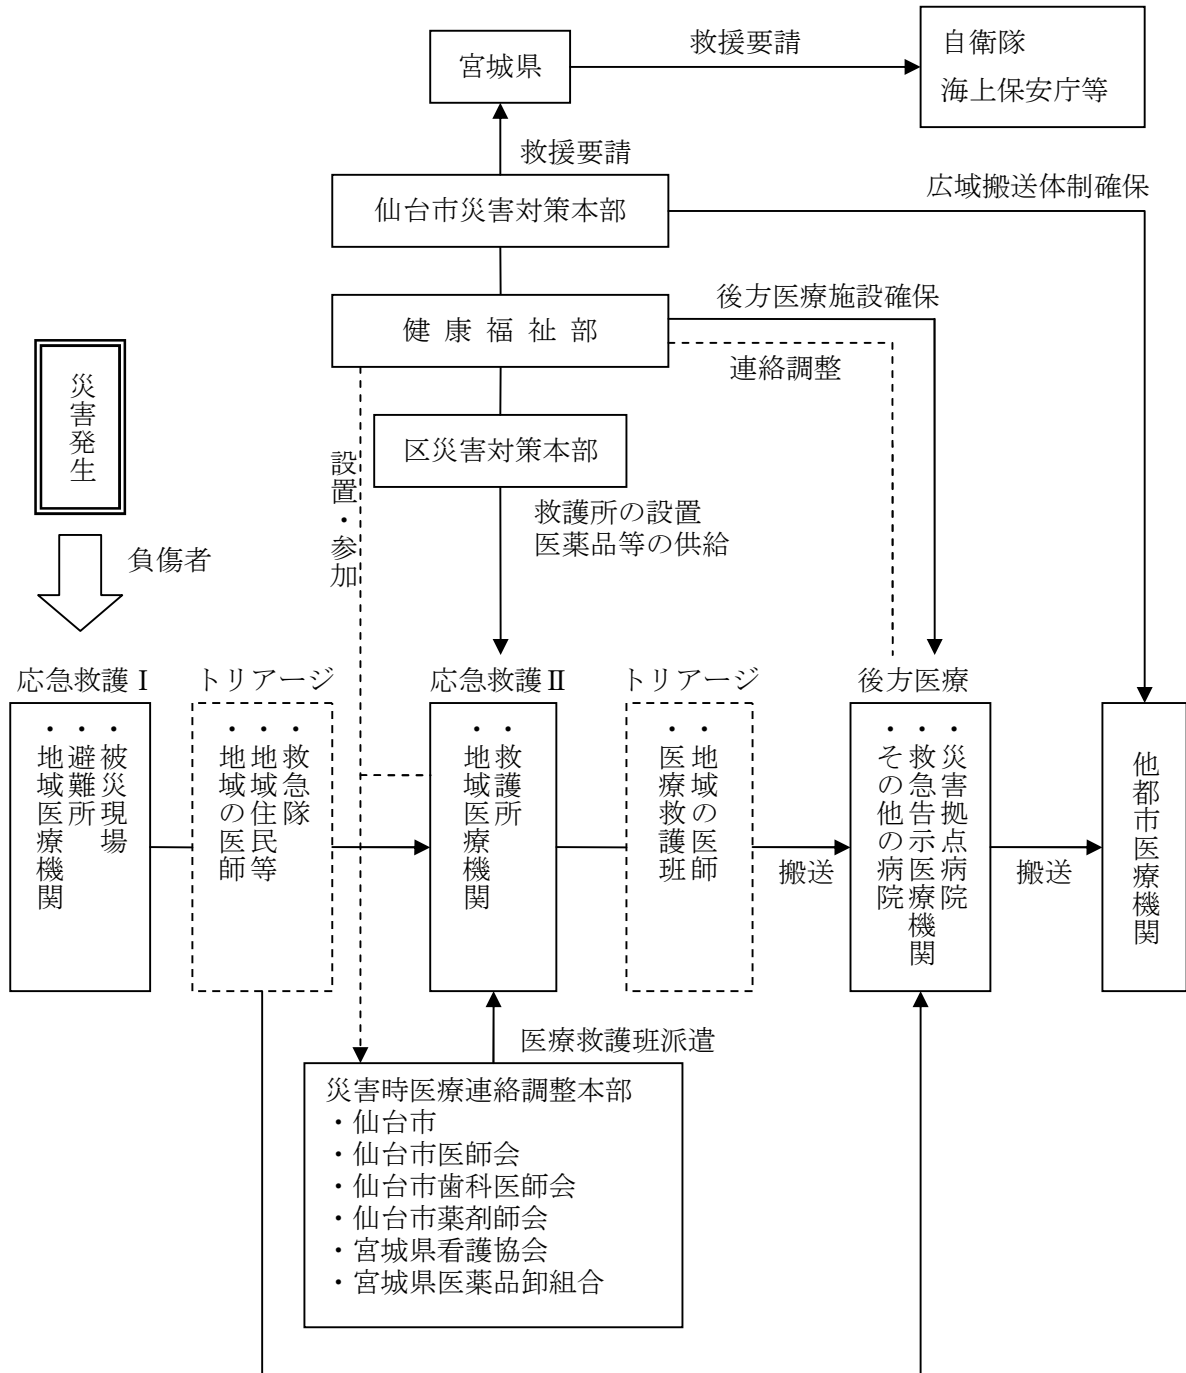 宮城県
救援要請
自衛隊
海上保安庁等
救援要請
仙台市災害対策本部
広域搬送体制確保
健康福祉部
後方医療施設確保
連絡調整
災害発生
区災害対策本部
設置・参加
救護所の設置
医薬品等の供給
負傷者
応急救護Ⅰ
トリアージ
応急救護Ⅱ
トリアージ
後方医療
・被災現場
・避難所
・地域医療機関
・救急隊
・地域住民等
・地域の医師
・救護所
・地域医療機関
・地域の医師
・医療救護班
搬送
・災害拠点病院
・救急告示医療機関
・その他の病院
搬送
他都市医療機関
医療救護班派遣
災害時医療連絡調整本部
・仙台市
・仙台市医師会
・仙台市歯科医師会
・仙台市薬剤師会
・宮城県看護協会
・宮城県医薬品卸組合